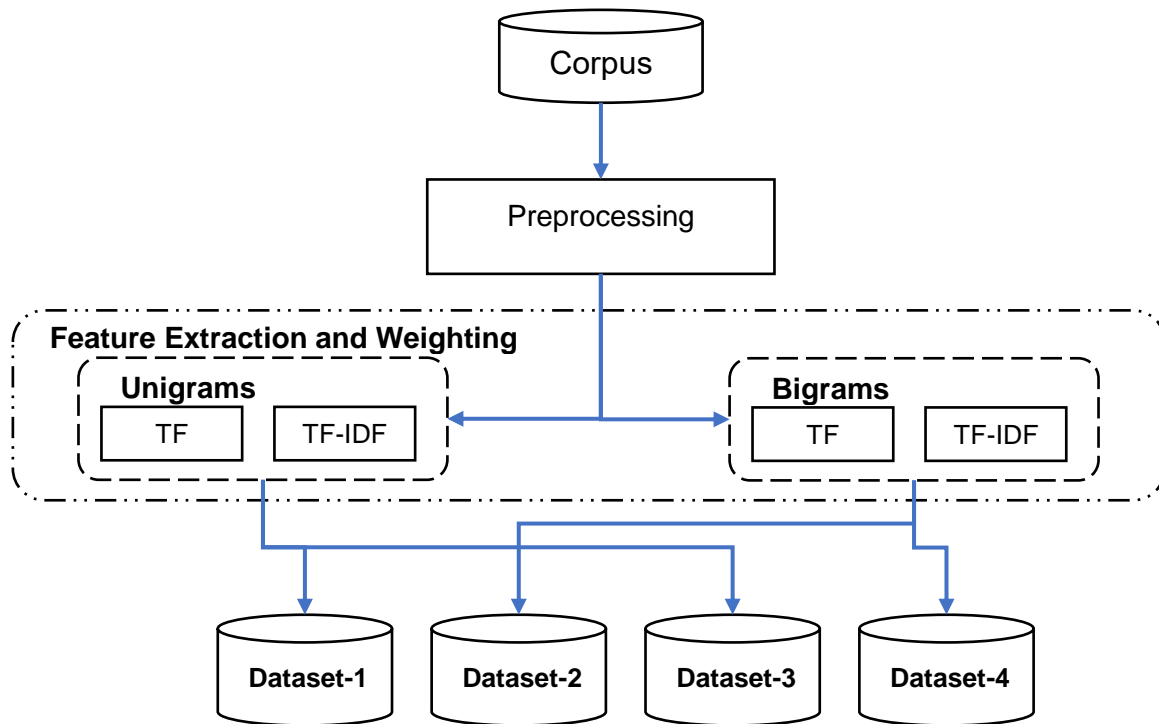 Corpus
Preprocessing
Feature Extraction and Weighting
Unigrams
TF
TF-IDF
Bigrams
TF
TF-IDF
Dataset-1
Dataset-2
Dataset-3
Dataset-4